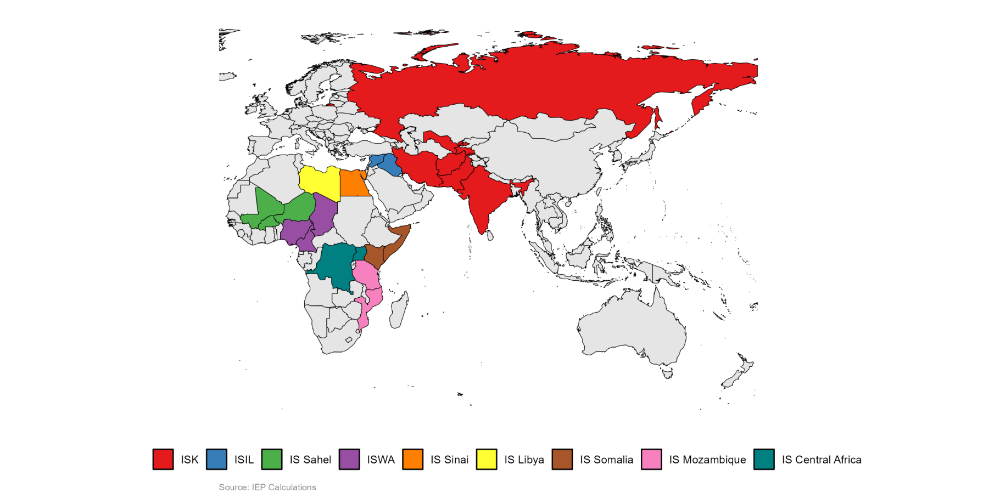 ISK ISIL IS Sahel ISWA IS Sinai IS Libya IS Somalia IS Mozambique IS Central Africa
Source: IEP Calculations